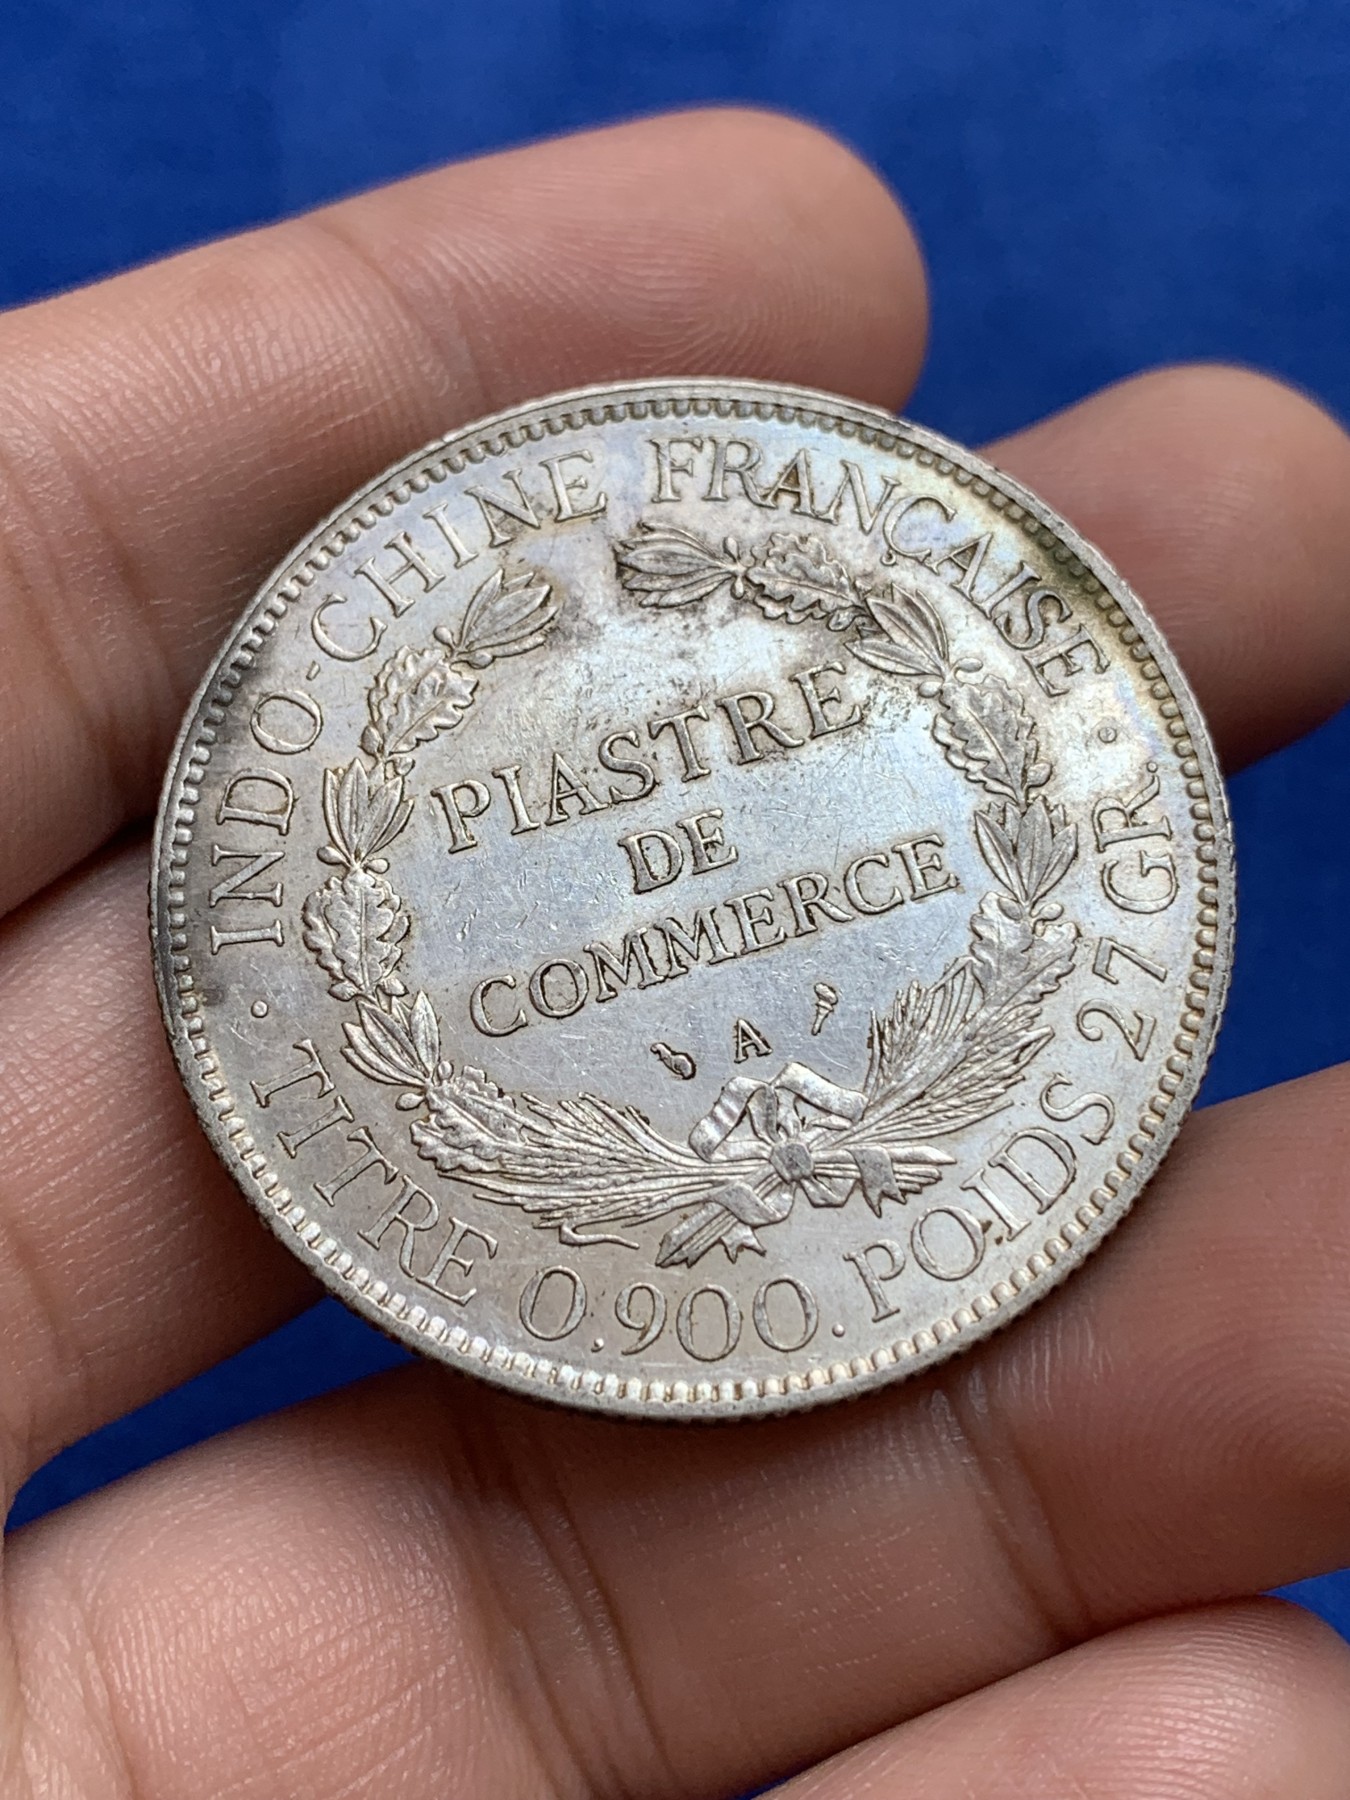 INDO-CHINE FRANÇAISE
PIASTRE
DE
COMMERCE
A
TITRE 0,900. POIDS 27 GR.